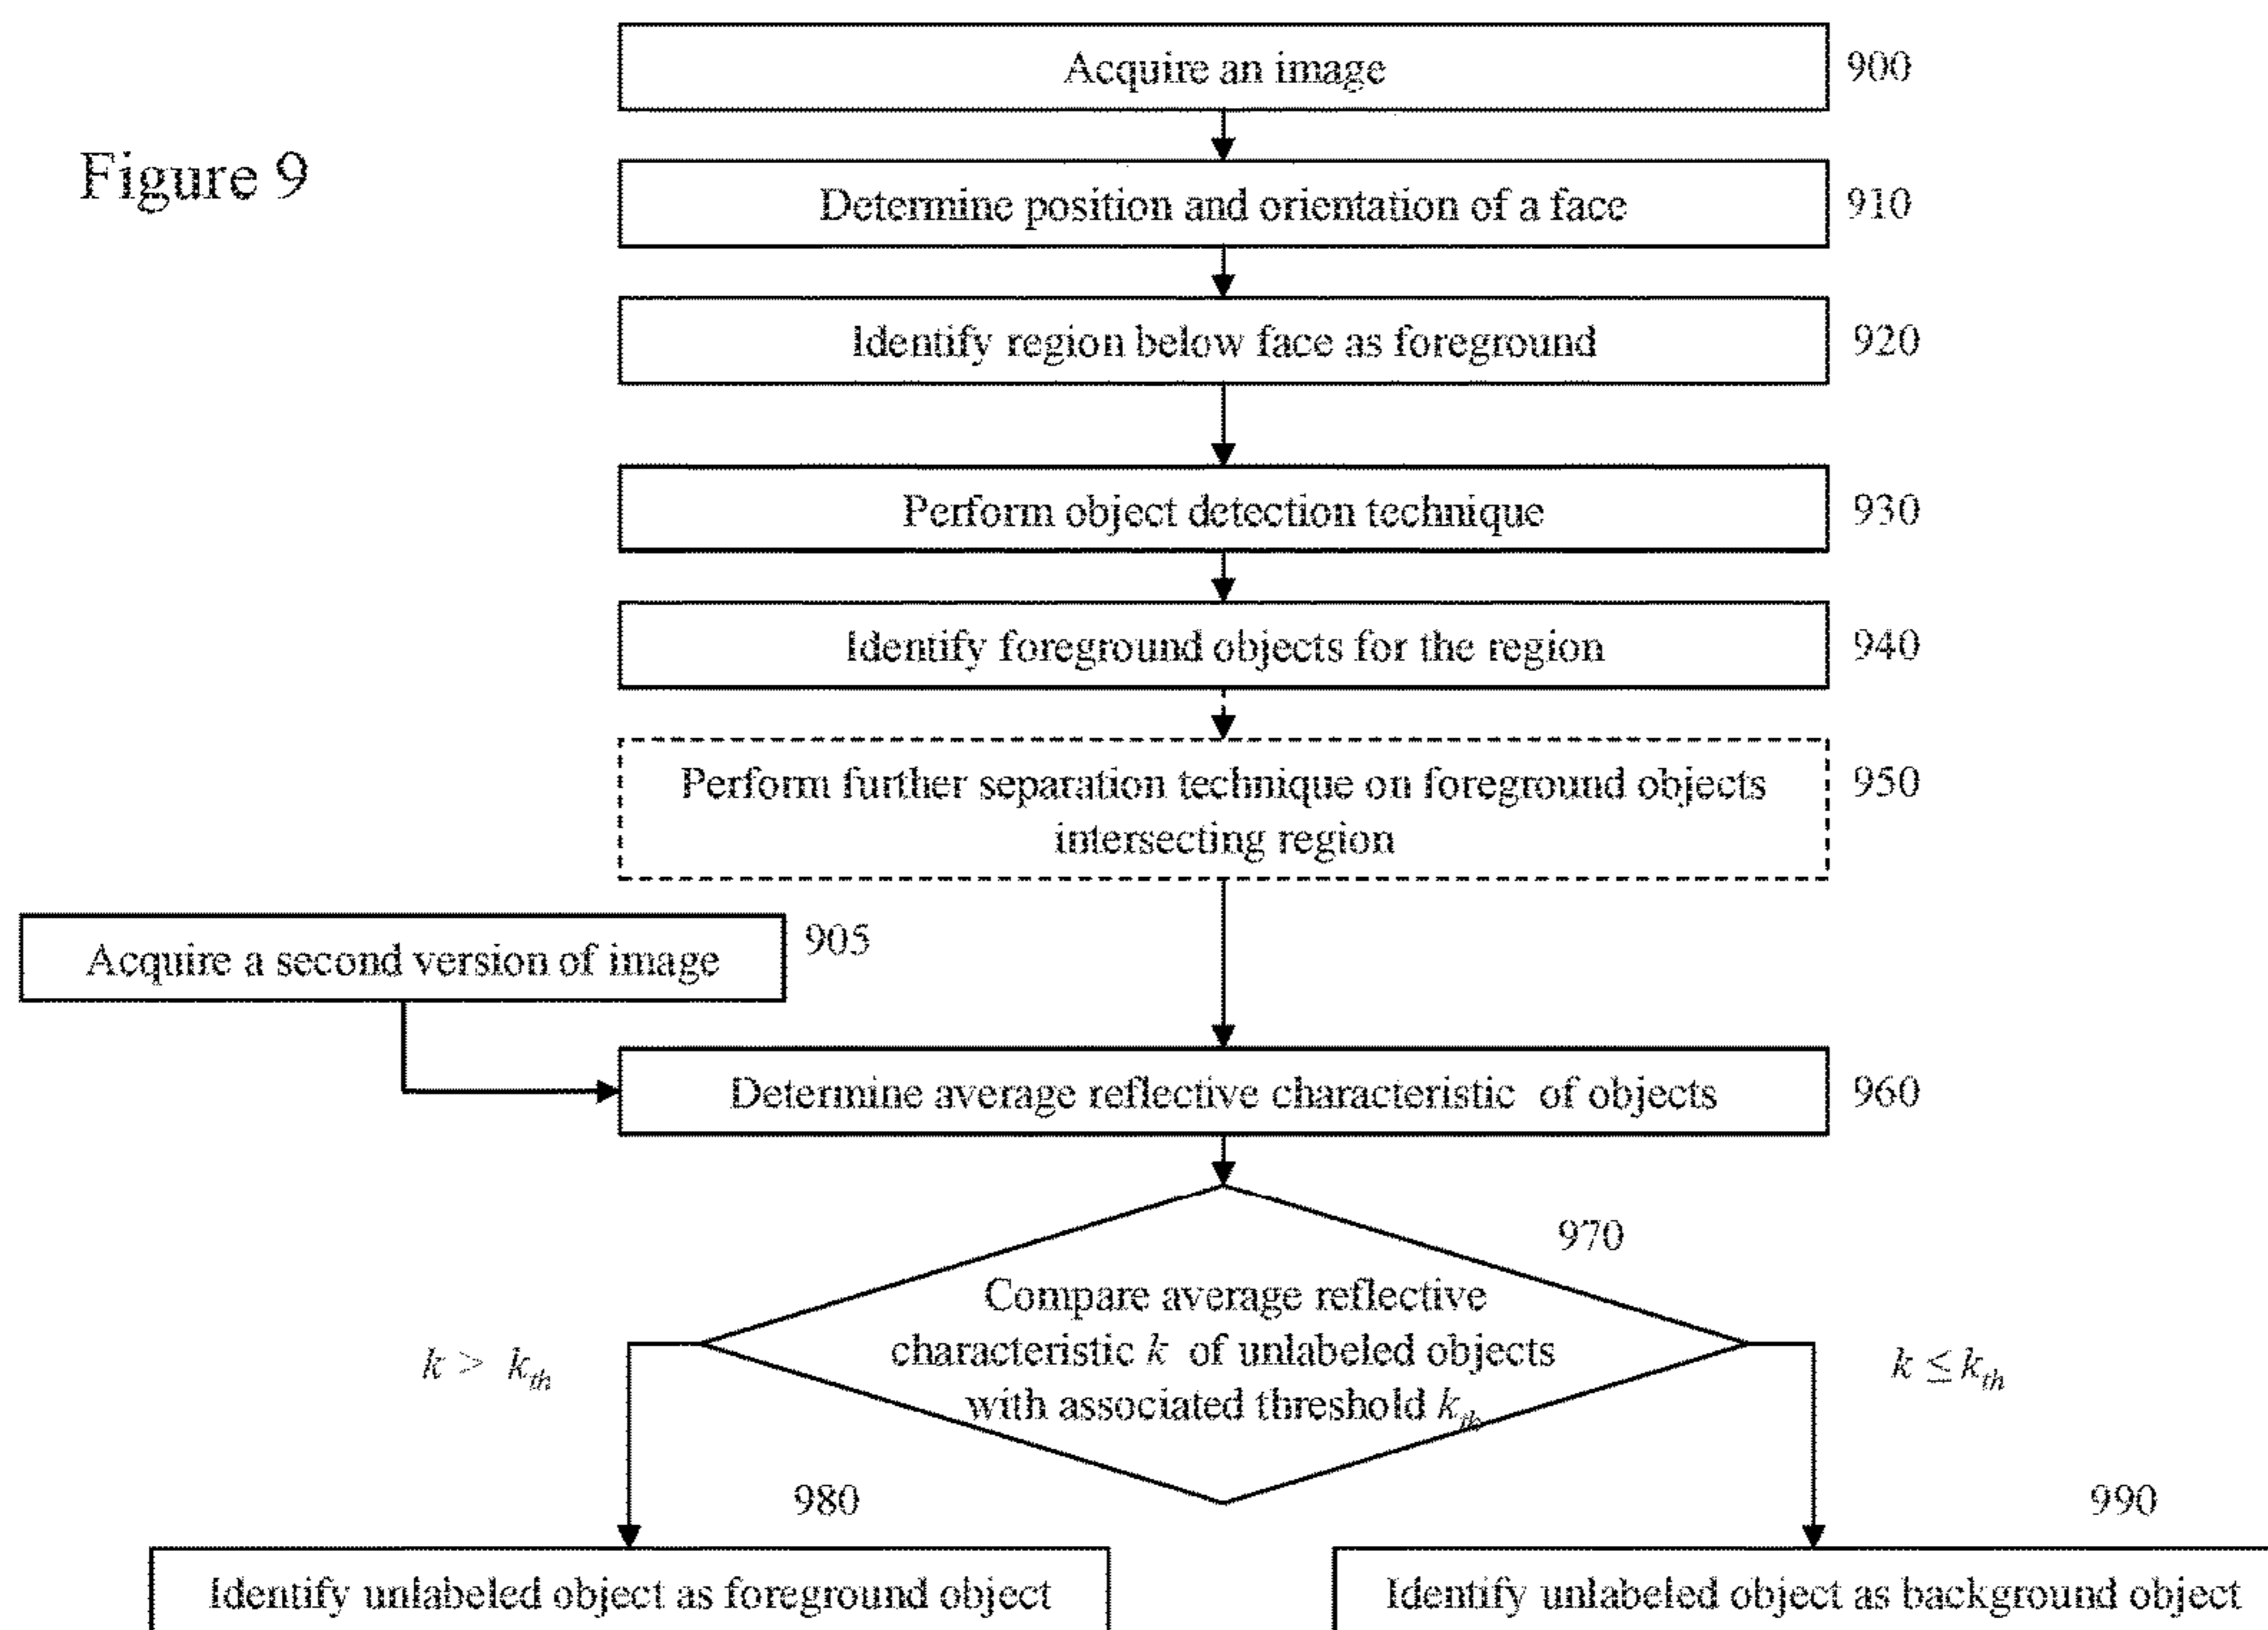 Figure 9
Acquire an image
900
Determine position and orientation of a face
910
Identify region below face as foreground
920
Perform object detection technique
930
Identify foreground objects for the region
940
Perform further separation technique on foreground objects
intersecting region
950
Acquire a second version of image
905
Determine average reflective characteristic of objects
960
970
Compare average reflective
characteristic k of unlabeled objects
with associated threshold k_th
k > k_th
k ≤ k_th
980
990
Identify unlabeled object as foreground object
Identify unlabeled object as background object